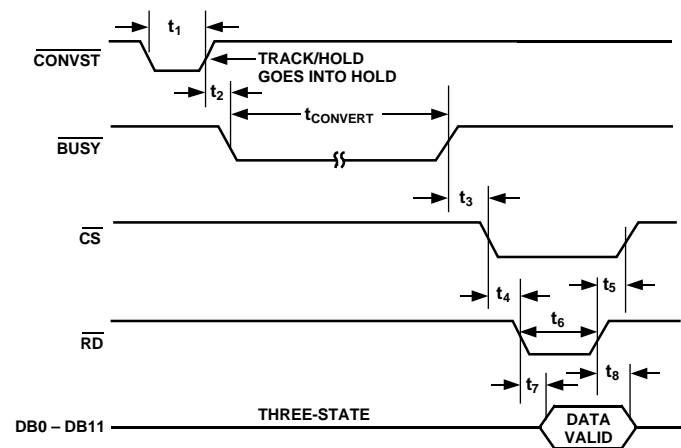 t1
CONVST
TRACK/HOLD
GOES INTO HOLD
t2
tCONVERT
BUSY
t3
CS
t4
t5
t6
RD
t7
t8
DB0 – DB11
THREE-STATE
DATA
VALID